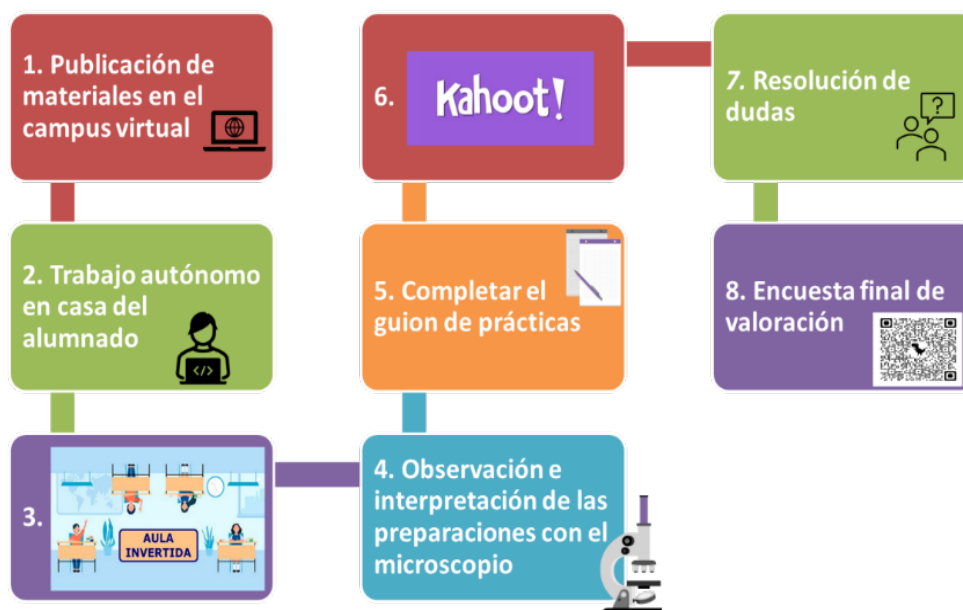 1. Publicación de
materiales en el
campus virtual
2. Trabajo autónomo
en casa del
alumnado
</>
3.
AULA
INVERTIDA
4. Observación e
interpretación de las
preparaciones con el
microscopio
5. Completar el
guion de prácticas
6.
Kahoot!
7. Resolución de
dudas
?
8. Encuesta final de
valoración